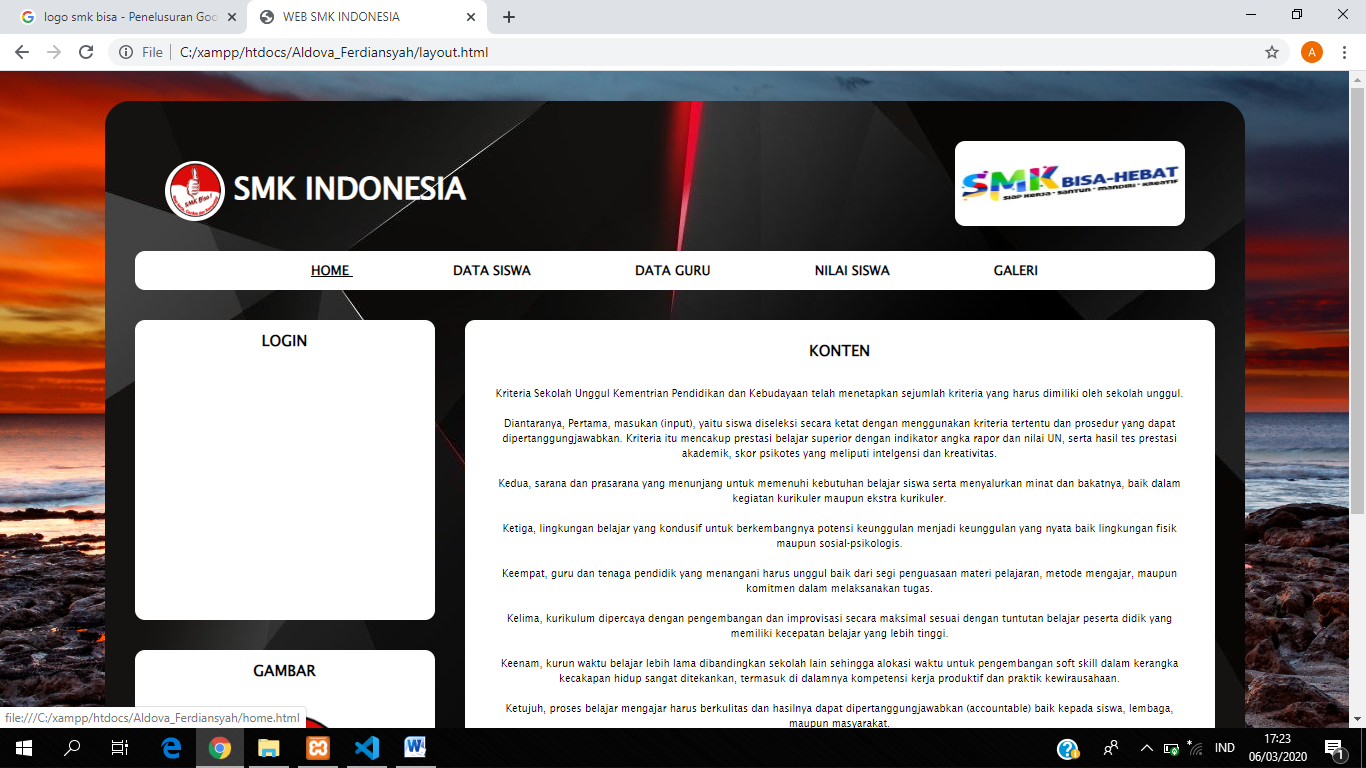 logo smk bisa - Penelusuran Goo
WEB SMK INDONESIA
File
C:/xampp/htdocs/Aldova_Ferdiansyah/layout.html
A
SMK Bisa!
SMK INDONESIA
SMK BISA-HEBAT
SIAP KERJA - SANTUN - MANDIRI - KREATIF
HOME
DATA SISWA
DATA GURU
NILAI SISWA
GALERI
LOGIN
KONTEN
Kriteria Sekolah Unggul Kementrian Pendidikan dan Kebudayaan telah menetapkan sejumlah kriteria yang harus dimiliki oleh sekolah unggul.
Diantaranya, Pertama, masukan (input), yaitu siswa diseleksi secara ketat dengan menggunakan kriteria tertentu dan prosedur yang dapat
dipertanggungjawabkan. Kriteria itu mencakup prestasi belajar superior dengan indikator angka rapor dan nilai UN, serta hasil tes prestasi
akademik, skor psikotes yang meliputi intelgensi dan kreativitas.
Kedua, sarana dan prasarana yang menunjang untuk memenuhi kebutuhan belajar siswa serta menyalurkan minat dan bakatnya, baik dalam
kegiatan kurikuler maupun ekstra kurikuler.
Ketiga, lingkungan belajar yang kondusif untuk berkembangnya potensi keunggulan menjadi keunggulan yang nyata baik lingkungan fisik
maupun sosial-psikologis.
Keempat, guru dan tenaga pendidik yang menangani harus unggul baik dari segi penguasaan materi pelajaran, metode mengajar, maupun
komitmen dalam melaksanakan tugas.
Kelima, kurikulum dipercaya dengan pengembangan dan improvisasi secara maksimal sesuai dengan tuntutan belajar peserta didik yang
memiliki kecepatan belajar yang lebih tinggi.
Keenam, kurun waktu belajar lebih lama dibandingkan sekolah lain sehingga alokasi waktu untuk pengembangan soft skill dalam kerangka
kecakapan hidup sangat ditekankan, termasuk di dalamnya kompetensi kerja produktif dan praktik kewirausahaan.
Ketujuh, proses belajar mengajar harus berkulitas dan hasilnya dapat dipertanggungjawabkan (accountable) baik kepada siswa, lembaga,
maupun masyarakat.
GAMBAR
file:///C:/xampp/htdocs/Aldova_Ferdiansyah/home.html
IND
17:23
06/03/2020
1